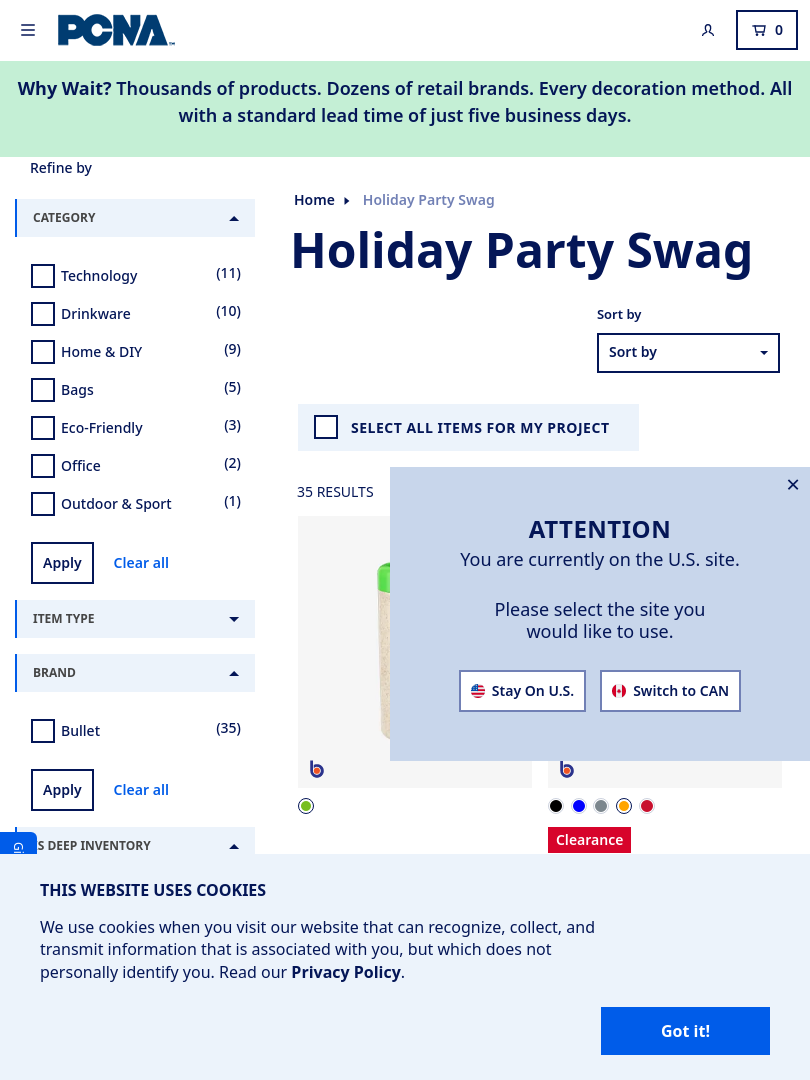 PCNA
0
Why Wait? Thousands of products. Dozens of retail brands. Every decoration method. All
with a standard lead time of just five business days.
Refine by
CATEGORY
Technology (11)
Drinkware (10)
Home & DIY (9)
Bags (5)
Eco-Friendly (3)
Office (2)
Outdoor & Sport (1)
Apply Clear all
ITEM TYPE
BRAND
Bullet (35)
Apply Clear all
Home Holiday Party Swag
Holiday Party Swag
Sort by
Sort by
SELECT ALL ITEMS FOR MY PROJECT
35 RESULTS
ATTENTION
You are currently on the U.S. site.
Please select the site you
would like to use.
Stay On U.S. Switch to CAN
b
b
Clearance
THIS WEBSITE USES COOKIES
We use cookies when you visit our website that can recognize, collect, and
transmit information that is associated with you, but which does not
personally identify you. Read our Privacy Policy.
Got it!